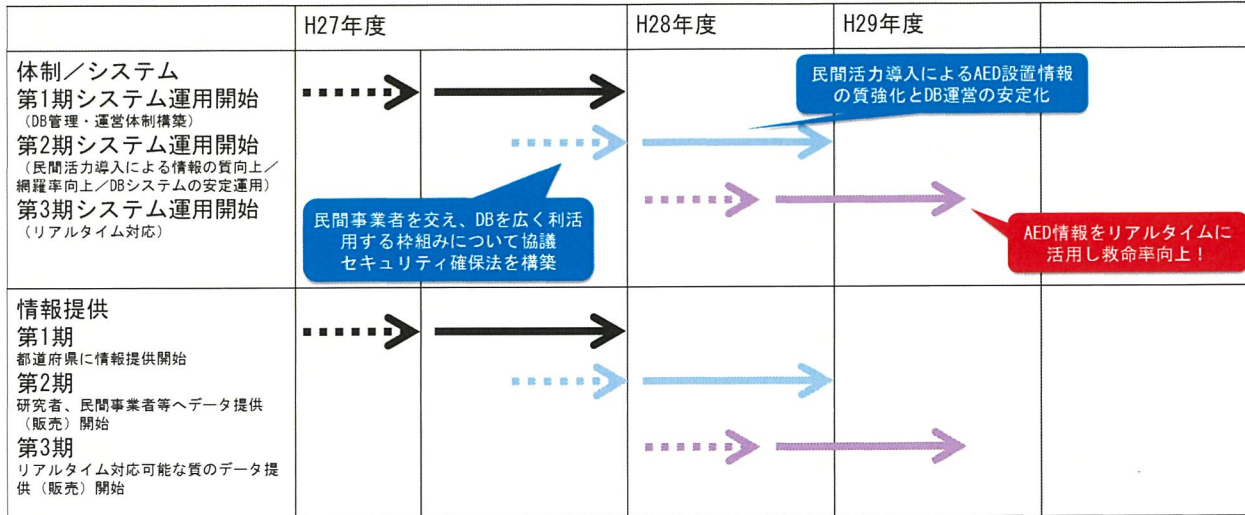 H27年度
H28年度
H29年度
体制／システム
第1期システム運用開始
（DB管理・運営体制構築）
第2期システム運用開始
（民間活力導入による情報の質向上／
網羅率向上／DBシステムの安定運用）
第3期システム運用開始
（リアルタイム対応）
民間活力導入によるAED設置情報
の質強化とDB運営の安定化
民間事業者を交え、DBを広く利活
用する枠組みについて協議
セキュリティ確保法を構築
AED情報をリアルタイムに
活用し救命率向上！
情報提供
第1期
都道府県に情報提供開始
第2期
研究者、民間事業者等へデータ提供
（販売）開始
第3期
リアルタイム対応可能な質のデータ提
供（販売）開始